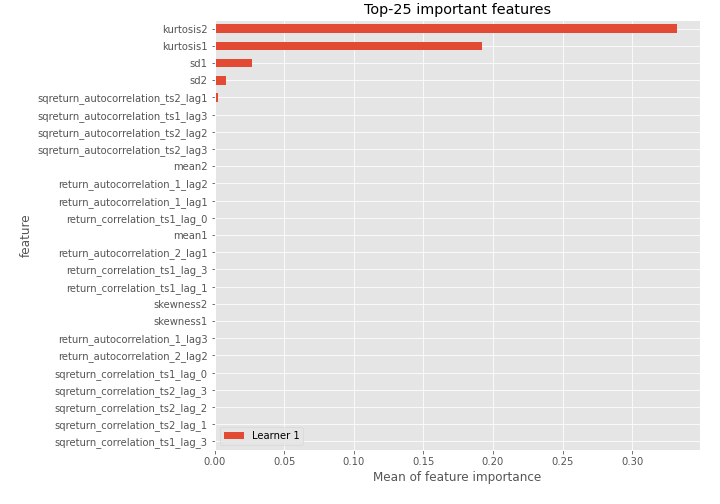 Top-25 important features
kurtosis2
kurtosis1
sd1
sd2
sqreturn_autocorrelation_ts2_lag1
sqreturn_autocorrelation_ts1_lag3
sqreturn_autocorrelation_ts2_lag2
sqreturn_autocorrelation_ts2_lag3
mean2
return_autocorrelation_1_lag2
return_autocorrelation_1_lag1
return_correlation_ts1_lag_0
mean1
return_autocorrelation_2_lag1
return_correlation_ts1_lag_3
return_correlation_ts1_lag_1
skewness2
skewness1
return_autocorrelation_1_lag3
return_autocorrelation_2_lag2
sqreturn_correlation_ts1_lag_0
sqreturn_correlation_ts2_lag_3
sqreturn_correlation_ts2_lag_2
sqreturn_correlation_ts2_lag_1
sqreturn_correlation_ts1_lag_3
feature
Learner 1
0.00 0.05 0.10 0.15 0.20 0.25 0.30
Mean of feature importance